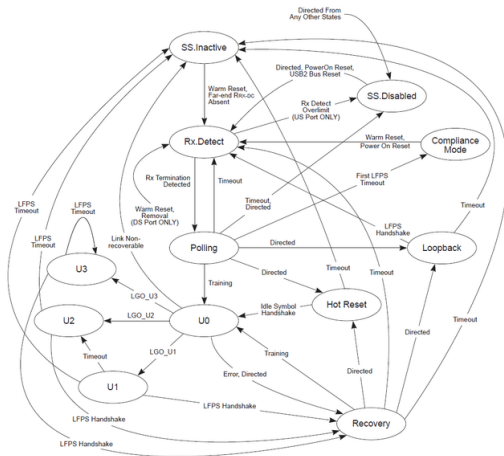 Directed From
Any Other States
SS.Inactive
Directed, PowerOn Reset,
USB2 Bus Reset
SS.Disabled
Warm Reset,
Far-end Rrx-dc
Absent
Rx Detect
Overlimit
(US Port ONLY)
Rx.Detect
Warm Reset,
Power On Reset
Compliance
Mode
LFPS
Timeout
Rx Termination
Detected
Timeout
First LFPS
Timeout
LFPS
Timeout
LFPS
Timeout
Warm Reset,
Removal
(DS Port ONLY)
Timeout,
Directed
LFPS
Handshake
Timeout
Link Non-
recoverable
Polling
Directed
Loopback
U3
Training
Directed
Timeout
Timeout
LGO_U3
Hot Reset
Idle Symbol
Handshake
U2
LGO_U2
U0
Timeout
LGO_U1
Training
Directed
Directed
Error, Directed
U1
LFPS Handshake
LFPS Handshake
Recovery
LFPS Handshake